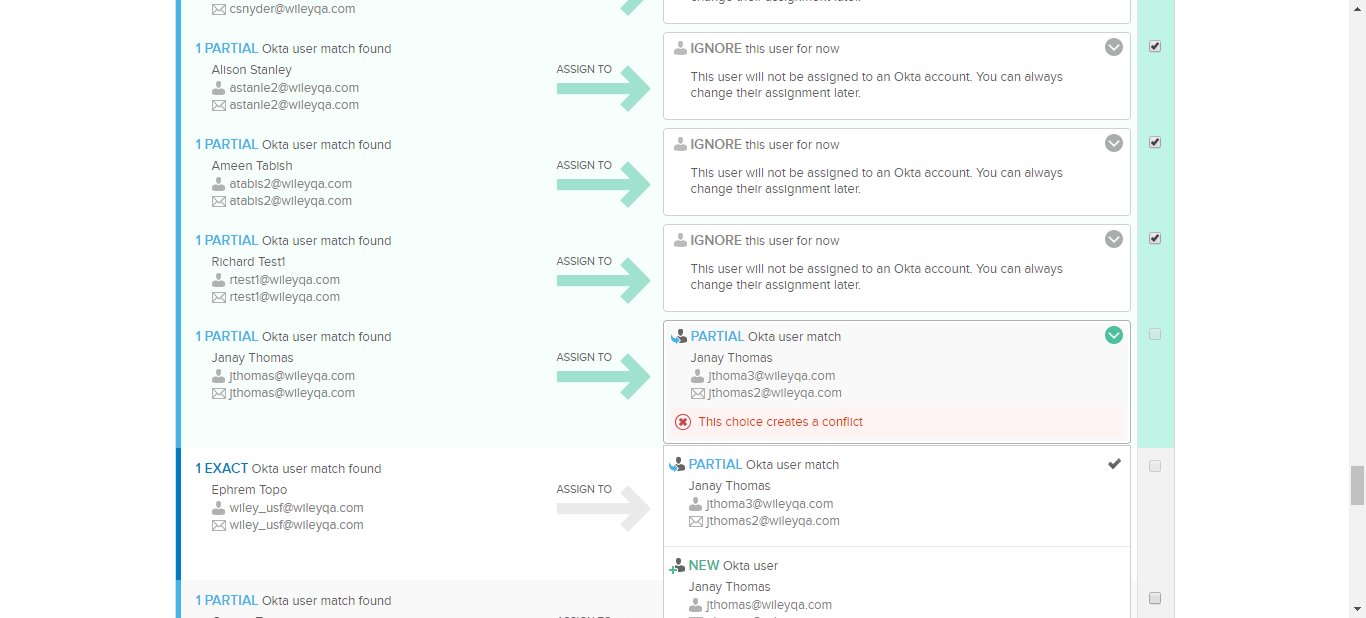 csnyder@wileyqa.com
change their assignment later.
1 PARTIAL Okta user match found
Alison Stanley
astanle2@wileyqa.com
astanle2@wileyqa.com
ASSIGN TO
IGNORE this user for now
This user will not be assigned to an Okta account. You can always
change their assignment later.
1 PARTIAL Okta user match found
Ameen Tabish
atabis2@wileyqa.com
atabis2@wileyqa.com
ASSIGN TO
IGNORE this user for now
This user will not be assigned to an Okta account. You can always
change their assignment later.
1 PARTIAL Okta user match found
Richard Test1
rtest1@wileyqa.com
rtest1@wileyqa.com
ASSIGN TO
IGNORE this user for now
This user will not be assigned to an Okta account. You can always
change their assignment later.
1 PARTIAL Okta user match found
Janay Thomas
jthomas@wileyqa.com
jthomas@wileyqa.com
ASSIGN TO
PARTIAL Okta user match
Janay Thomas
jthoma3@wileyqa.com
jthomas2@wileyqa.com
This choice creates a conflict
1 EXACT Okta user match found
Ephrem Topo
wiley_usf@wileyqa.com
wiley_usf@wileyqa.com
ASSIGN TO
PARTIAL Okta user match
Janay Thomas
jthoma3@wileyqa.com
jthomas2@wileyqa.com
NEW Okta user
Janay Thomas
jthomas@wileyqa.com
1 PARTIAL Okta user match found